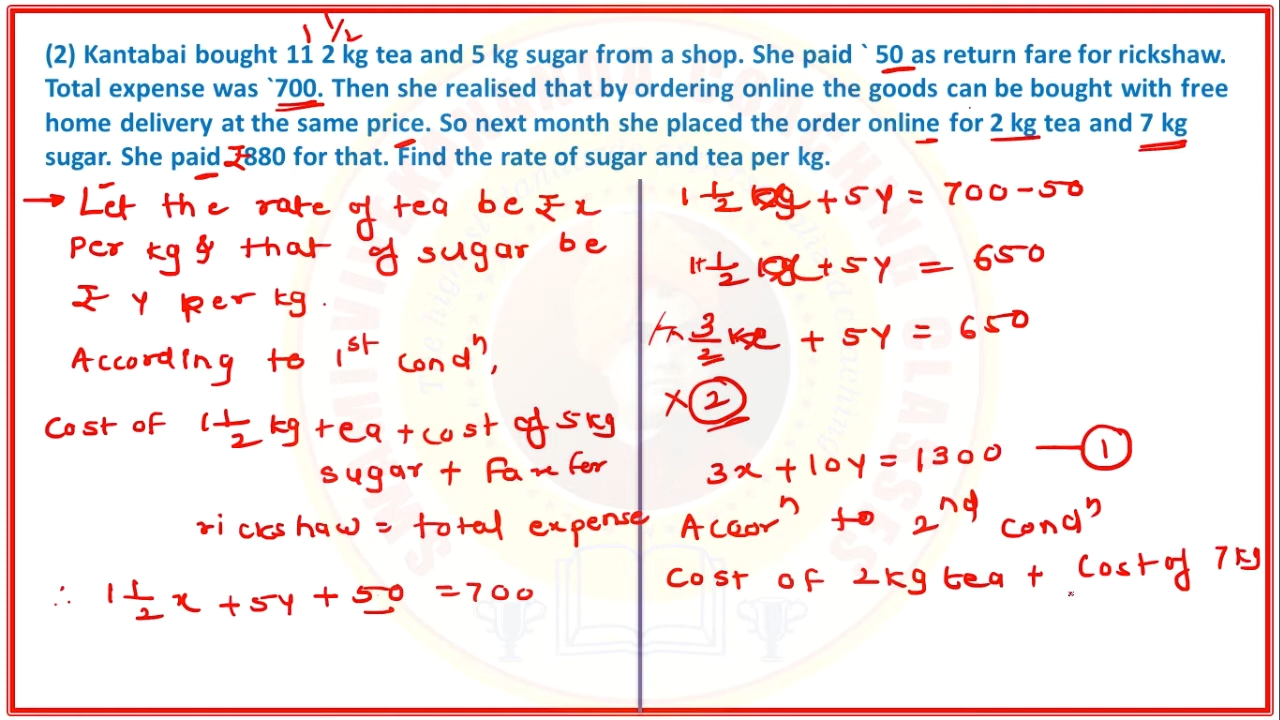 1 1/2
(2) Kantabai bought 11 2 kg tea and 5 kg sugar from a shop. She paid ` 50 as return fare for rickshaw.
Total expense was `700. Then she realised that by ordering online the goods can be bought with free
home delivery at the same price. So next month she placed the order online for 2 kg tea and 7 kg
sugar. She paid ₹880 for that. Find the rate of sugar and tea per kg.
→ Let the rate of tea be ₹ x
Per kg & that of sugar be
₹ y per kg.
According to 1st condn,
Cost of 1 1/2 kg tea + cost of 5 kg
sugar + for
rickshaw = total expense
∴ 1 1/2 x + 5y + 50 = 700
1 1/2 + 5y = 700 - 50
1+1/2 x + 5y = 650
3/2 x + 5y = 650
× 2
3x + 10y = 1300 — 1
Accorn to 2nd condn
Cost of 2kg tea + cost of 7kg